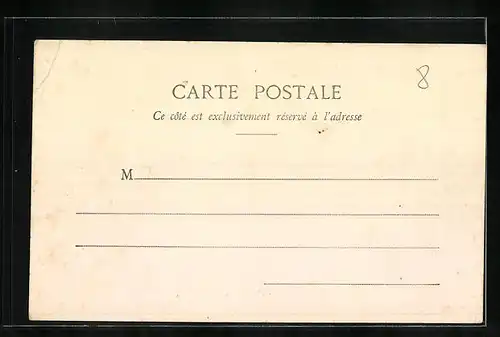 8
CARTE POSTALE
Ce côté est exclusivement réservé à l'adresse
M